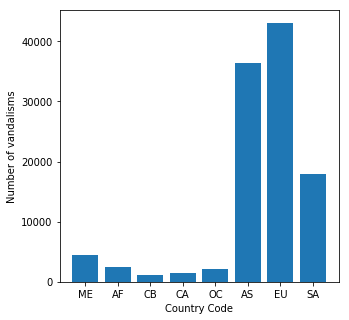 40000
30000
20000
10000
0
Number of vandalisms
ME AF CB CA OC AS EU SA
Country Code